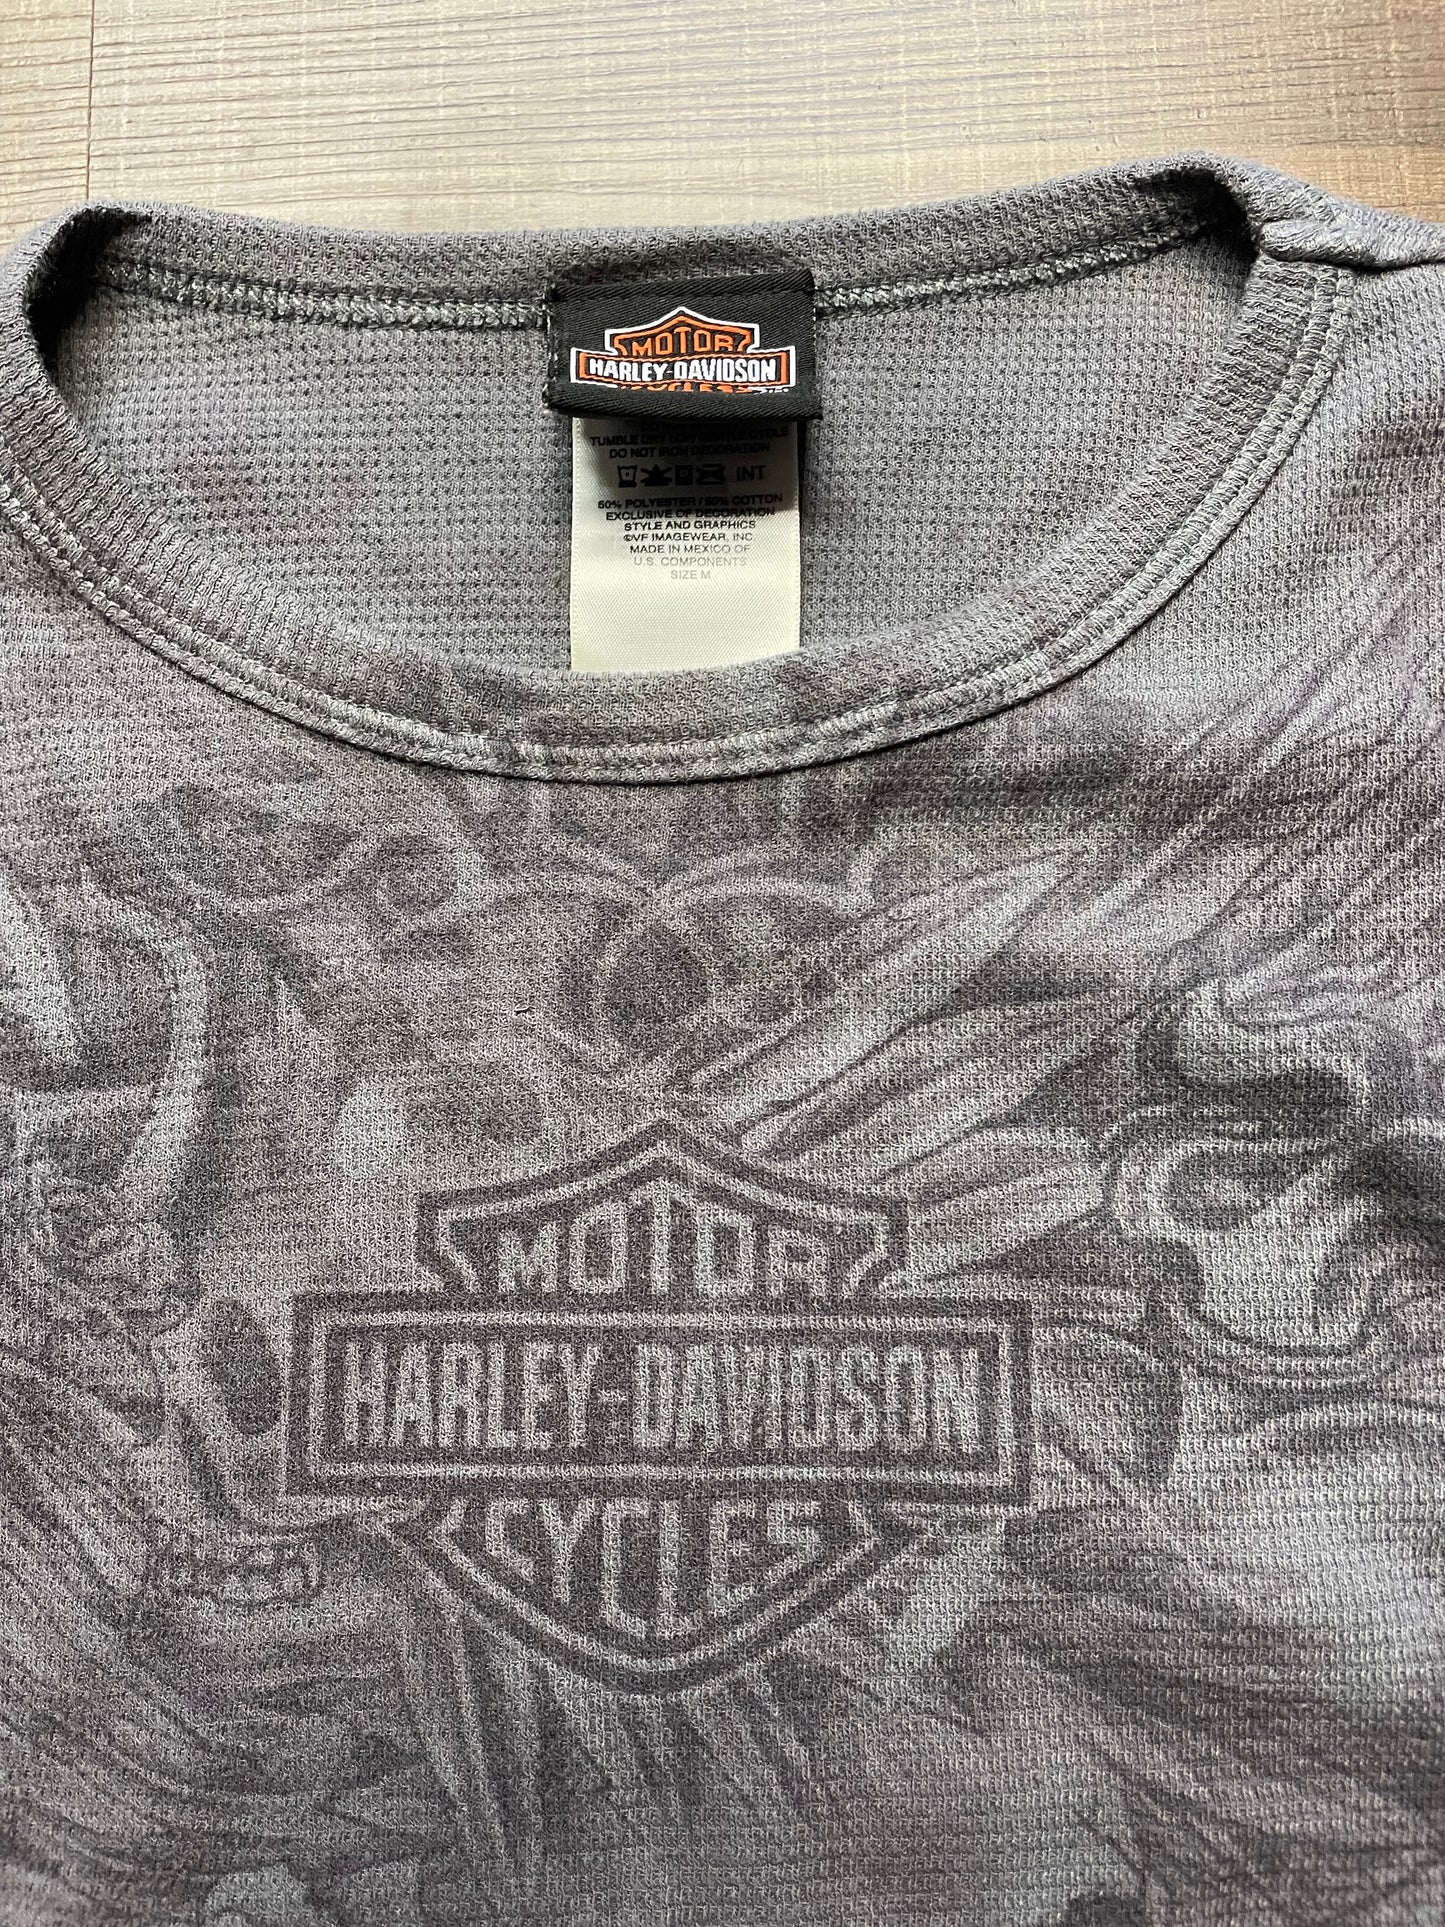 MOTOR
HARLEY-DAVIDSON
CYCLES
TUMBLE DRY LOW GENTLE CYCLE
DO NOT IRON DECORATION
INT
50% POLYESTER / 50% COTTON
EXCLUSIVE OF DECORATION
STYLE AND GRAPHICS
©VF IMAGEWEAR, INC.
MADE IN MEXICO OF
U.S. COMPONENTS
SIZE M
MOTOR
HARLEY-DAVIDSON
CYCLES